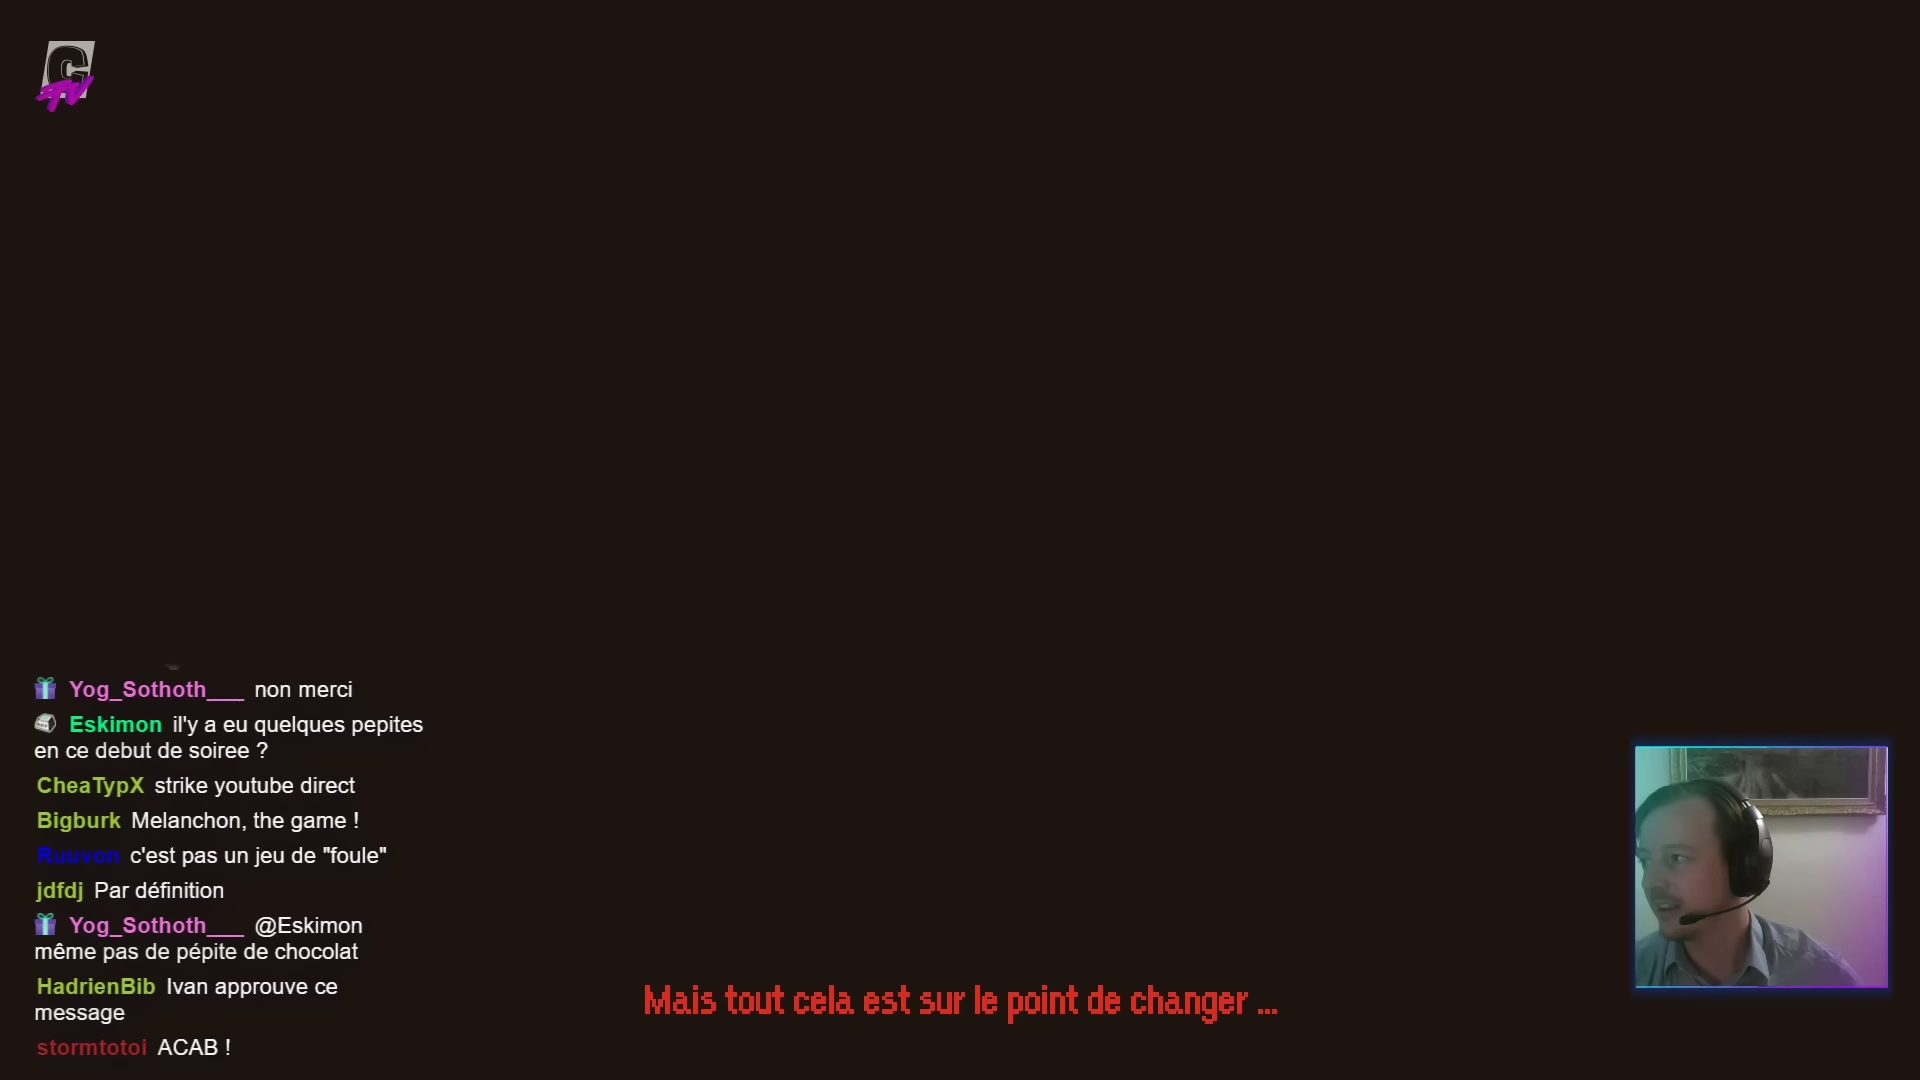 G
TV
Yog_Sothoth___ non merci
Eskimon il'y a eu quelques pepites
en ce debut de soiree ?
CheaTypX strike youtube direct
Bigburk Melanchon, the game !
Ruuvon c'est pas un jeu de "foule"
jdfdj Par définition
Yog_Sothoth___ @Eskimon
même pas de pépite de chocolat
HadrienBib Ivan approuve ce
message
stormtotoi ACAB !
Mais tout cela est sur le point de changer ...